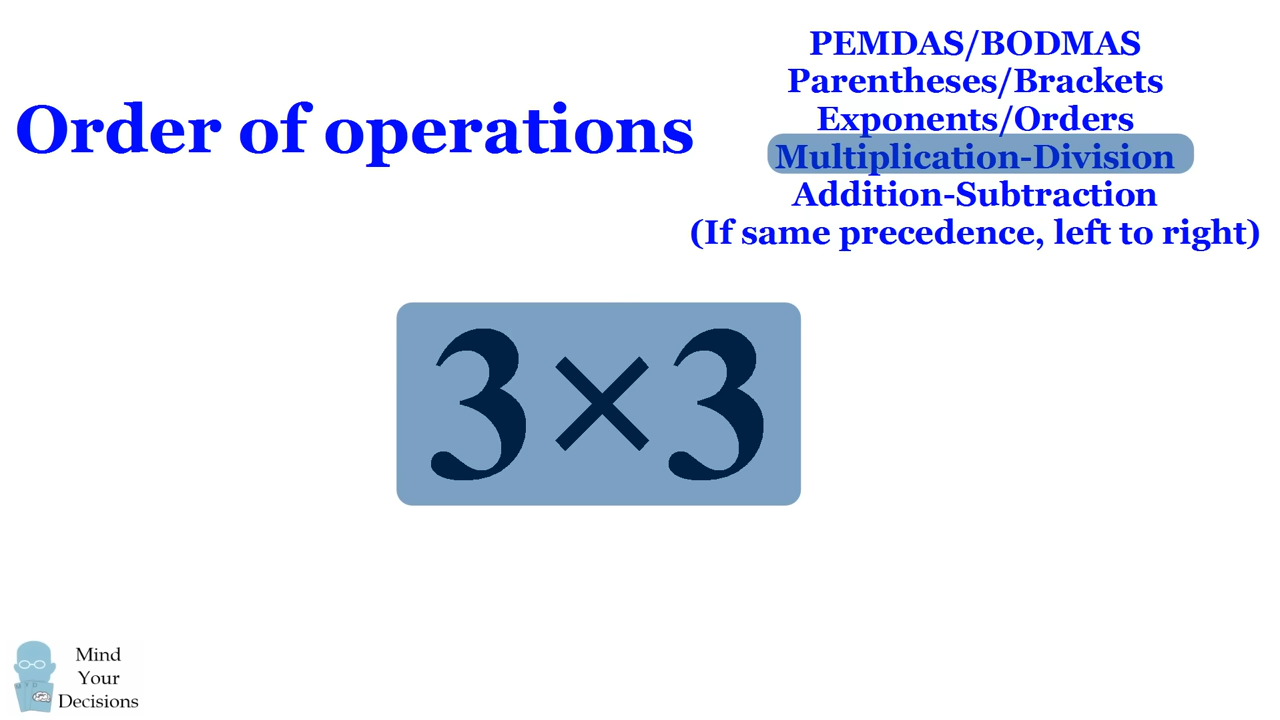 Order of operations
PEMDAS/BODMAS
Parentheses/Brackets
Exponents/Orders
Multiplication-Division
Addition-Subtraction
(If same precedence, left to right)
3×3
Mind
Your
Decisions